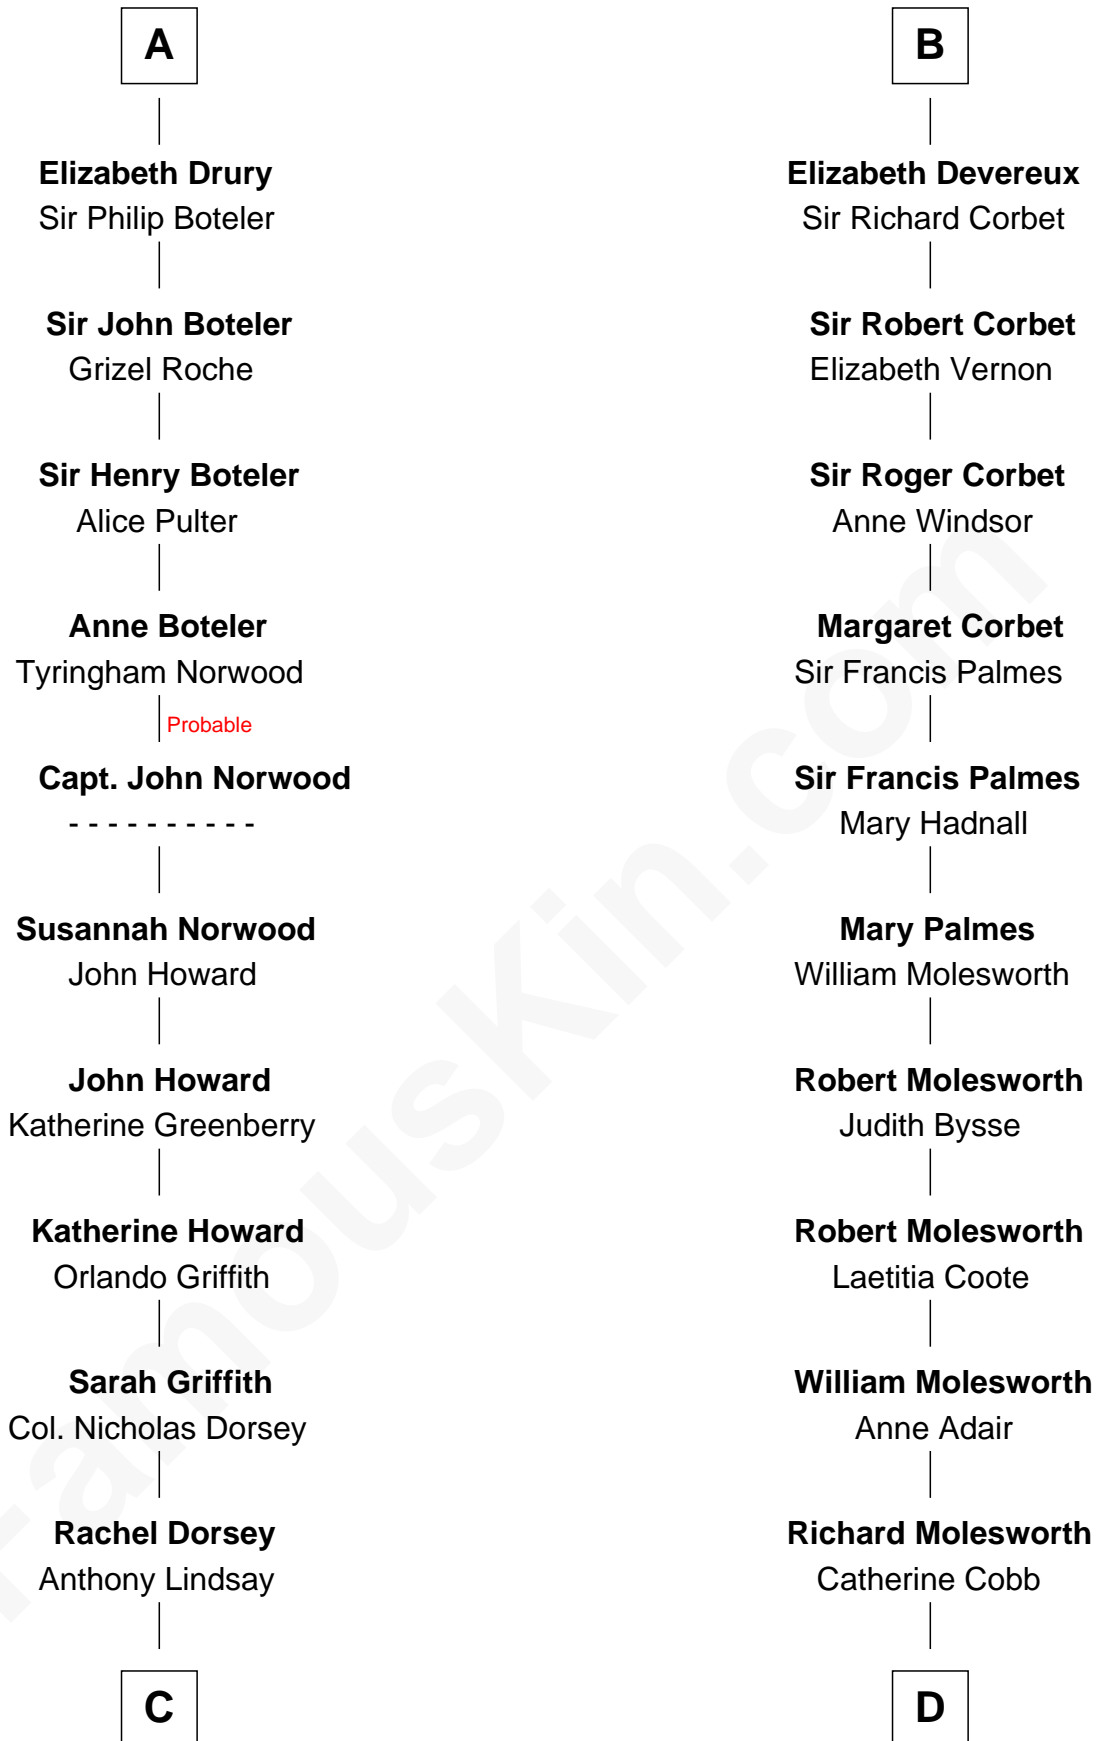 A
Elizabeth Drury
Sir Philip Boteler
Sir John Boteler
Grizel Roche
Sir Henry Boteler
Alice Pulter
Anne Boteler
Tyringham Norwood
Probable
Capt. John Norwood
- - - - - - - - - -
Susannah Norwood
John Howard
John Howard
Katherine Greenberry
Katherine Howard
Orlando Griffith
Sarah Griffith
Col. Nicholas Dorsey
Rachel Dorsey
Anthony Lindsay
C
B
Elizabeth Devereux
Sir Richard Corbet
Sir Robert Corbet
Elizabeth Vernon
Sir Roger Corbet
Anne Windsor
Margaret Corbet
Sir Francis Palmes
Sir Francis Palmes
Mary Hadnall
Mary Palmes
William Molesworth
Robert Molesworth
Judith Bysse
Robert Molesworth
Laetitia Coote
William Molesworth
Anne Adair
Richard Molesworth
Catherine Cobb
D
FamousKin.com